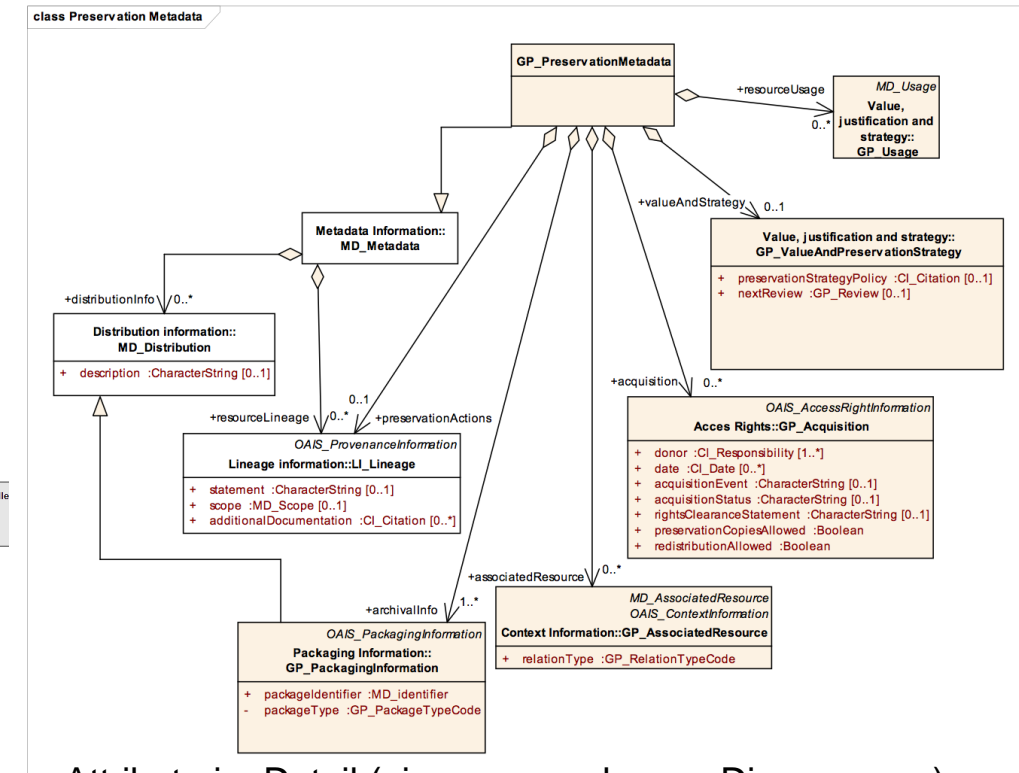 class Preservation Metadata
GP_PreservationMetadata
+resourceUsage
0..*
MD_Usage
Value,
justification and
strategy::
GP_Usage
+valueAndStrategy
0..1
Value, justification and strategy::
GP_ValueAndPreservationStrategy
+ preservationStrategyPolicy :CI_Citation [0..1]
+ nextReview :GP_Review [0..1]
Metadata Information::
MD_Metadata
+distributionInfo
0..*
Distribution information::
MD_Distribution
+ description :CharacterString [0..1]
+resourceLineage
0..*
0..1
+preservationActions
OAIS_ProvenanceInformation
Lineage information::LI_Lineage
+ statement :CharacterString [0..1]
+ scope :MD_Scope [0..1]
+ additionalDocumentation :CI_Citation [0..*]
+acquisition
0..*
OAIS_AccessRightInformation
Acces Rights::GP_Acquisition
+ donor :CI_Responsibility [1..*]
+ date :CI_Date [0..*]
+ acquisitionEvent :CharacterString [0..1]
+ acquisitionStatus :CharacterString [0..1]
+ rightsClearanceStatement :CharacterString [0..1]
+ preservationCopiesAllowed :Boolean
+ redistributionAllowed :Boolean
+associatedResource
0..*
MD_AssociatedResource
OAIS_ContextInformation
Context Information::GP_AssociatedResource
+ relationType :GP_RelationTypeCode
+archivalInfo
1..*
OAIS_PackagingInformation
Packaging Information::
GP_PackagingInformation
+ packageIdentifier :MD_identifier
- packageType :GP_PackageTypeCode